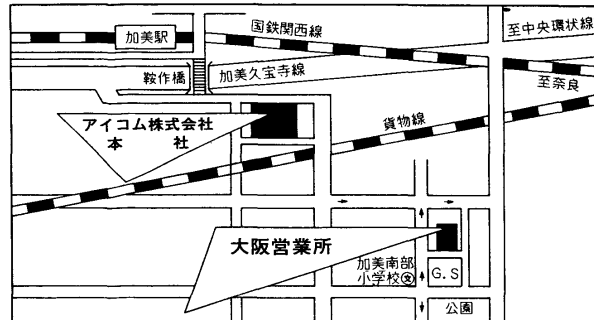 加美駅
国鉄関西線
至中央環状線
鞍作橋
加美久宝寺線
至奈良
アイコム株式会社
本 社
貨物線
大阪営業所
加美南部
小学校文
G.S
公園